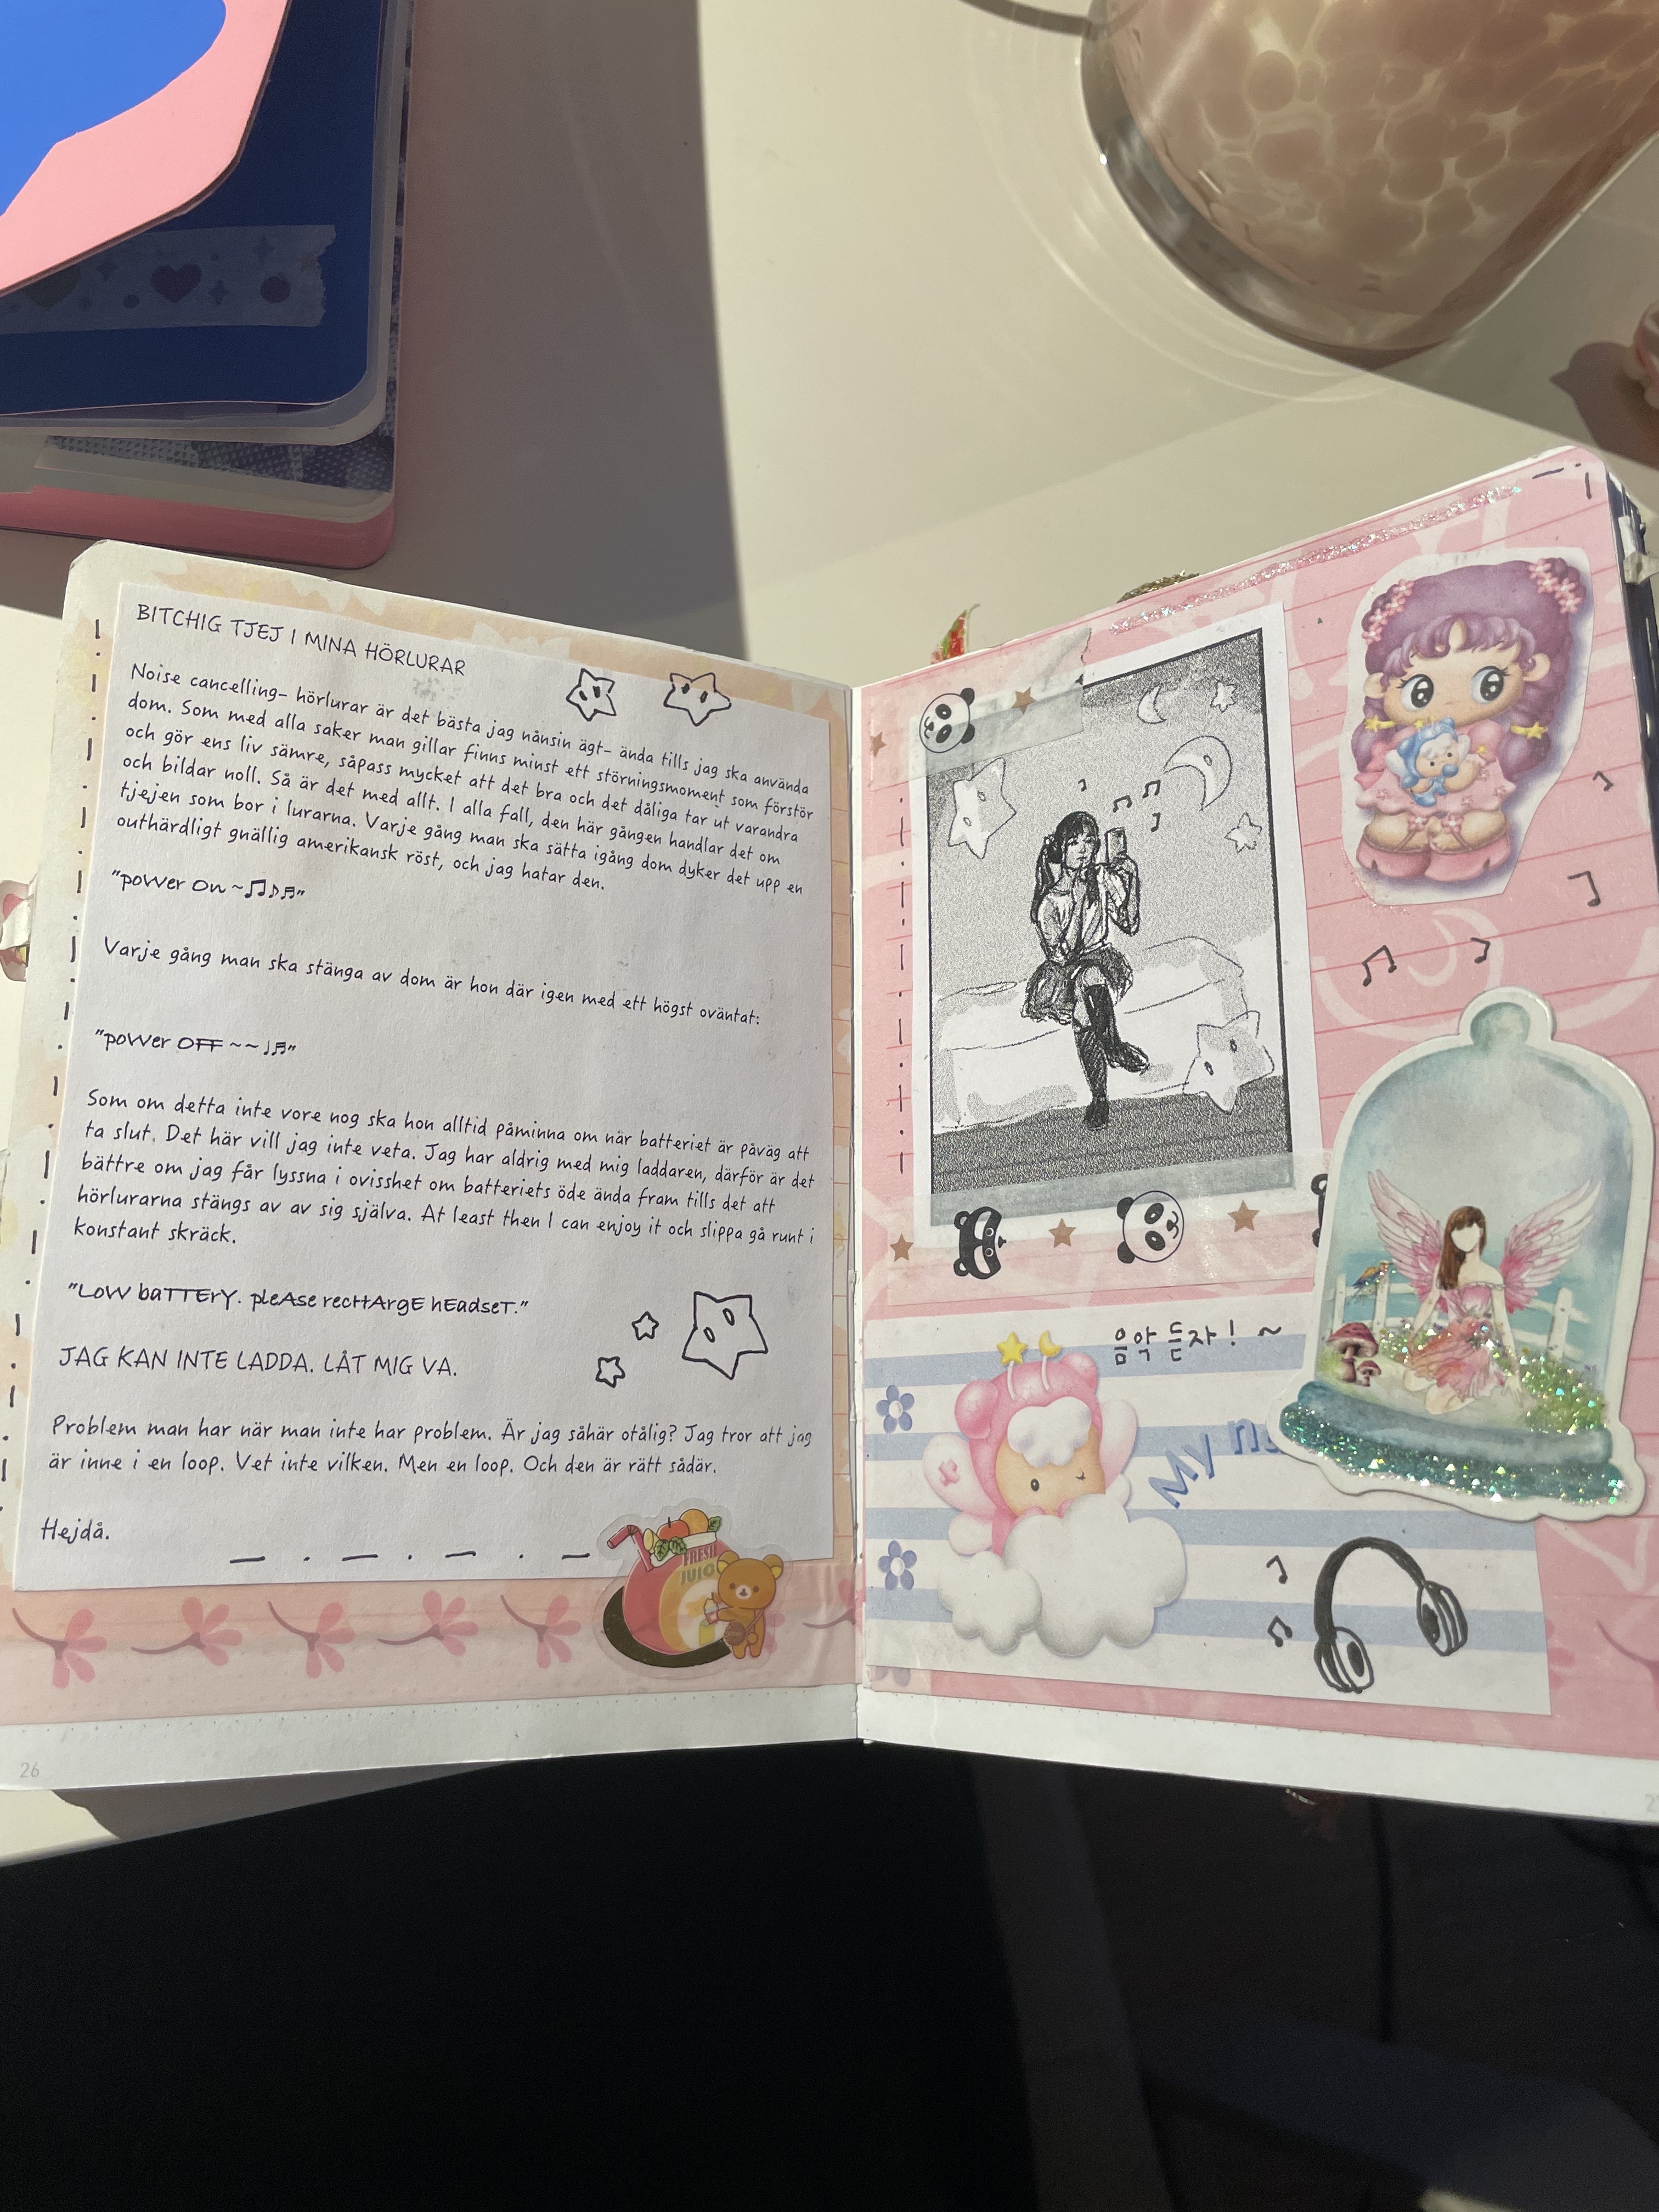 BITCHIG TJEJ I MINA HÖRLURAR
Noise cancelling- hörlurar är det bästa jag nånsin ägt- ända tills jag ska använda
dom. Som med alla saker man gillar finns minst ett störningsmoment som förstör
och gör ens liv sämre, såpass mycket att det bra och det dåliga tar ut varandra
och bildar noll. Så är det med allt. I alla fall, den här gången handlar det om
tjejen som bor i lurarna. Varje gång man ska sätta igång dom dyker det upp en
outhärdligt gnällig amerikansk röst, och jag hatar den.
"poWer On ~♫♪♬"
Varje gång man ska stänga av dom är hon där igen med ett högst oväntat:
"poWer OFF ~~♩♬"
Som om detta inte vore nog ska hon alltid påminna om när batteriet är påväg att
ta slut. Det här vill jag inte veta. Jag har aldrig med mig laddaren, därför är det
bättre om jag får lyssna i ovisshet om batteriets öde ända fram tills det att
hörlurarna stängs av av sig själva. At least then I can enjoy it och slippa gå runt i
konstant skräck.
"LoW baTTErY. pleAse recHArgE hEadseT."
JAG KAN INTE LADDA. LÅT MIG VA.
Problem man har när man inte har problem. Är jag såhär otålig? Jag tror att jag
är inne i en loop. Vet inte vilken. Men en loop. Och den är rätt sådär.
Hejdå.
FRESH
26
음악 듣자! ~
My